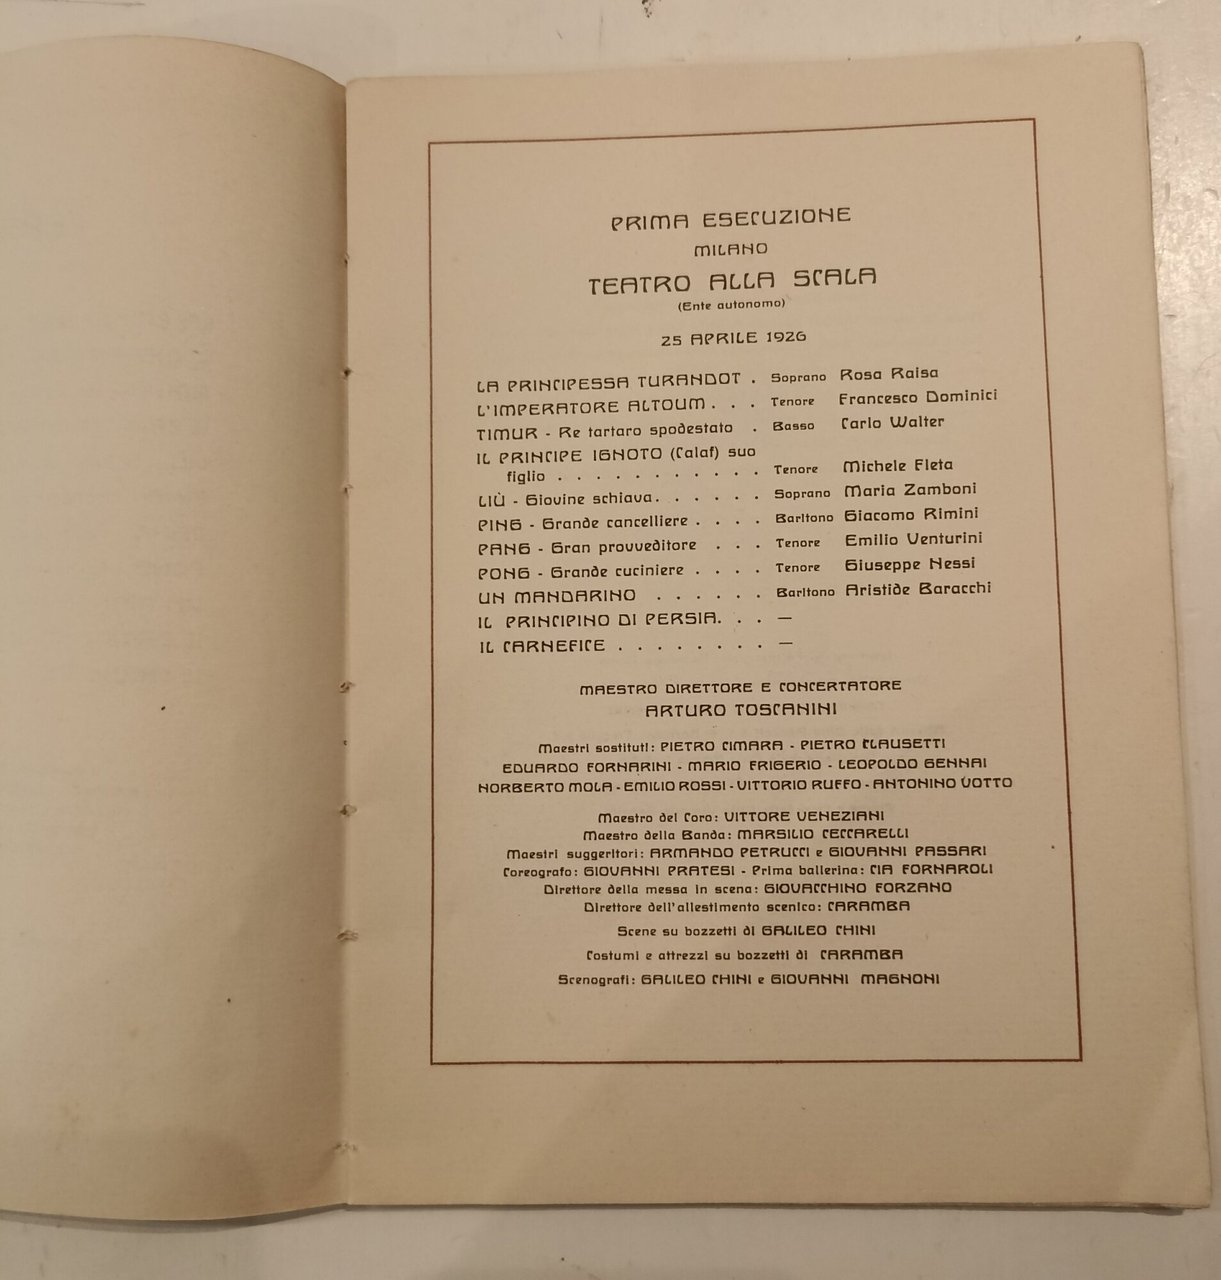 PRIMA ESECUZIONE
MILANO
TEATRO ALLA SCALA
(Ente autonomo)
25 APRILE 1926
LA PRINCIPESSA TURANDOT . Soprano Rosa Raisa
L'IMPERATORE ALTOUM . . . Tenore Francesco Dominici
TIMUR - Re tartaro spodestato . Basso Carlo Walter
IL PRINCIPE IGNOTO (Calaf) suo
figlio . . . . . . . . . . . Tenore Michele Fleta
LIÙ - Giovine schiava . . . . . . Soprano Maria Zamboni
PING - Grande cancelliere . . . . Baritono Giacomo Rimini
PANG - Gran provveditore . . . Tenore Emilio Venturini
PONG - Grande cuciniere . . . . Tenore Giuseppe Nessi
UN MANDARINO . . . . . . Baritono Aristide Baracchi
IL PRINCIPINO DI PERSIA. . . —
IL CARNEFICE . . . . . . . . —
MAESTRO DIRETTORE E CONCERTATORE
ARTURO TOSCANINI
Maestri sostituti: PIETRO CIMARA - PIETRO CLAUSETTI
EDUARDO FORNARINI - MARIO FRIGERIO - LEOPOLDO GENNAI
NORBERTO MOLA - EMILIO ROSSI - VITTORIO RUFFO - ANTONINO VOTTO
Maestro del Coro: VITTORE VENEZIANI
Maestro della Banda: MARSILIO CECCARELLI
Maestri suggeritori: ARMANDO PETRUCCI e GIOVANNI PASSARI
Coreografo: GIOVANNI PRATESI - Prima ballerina: CIA FORNAROLI
Direttore della messa in scena: GIOVACCHINO FORZANO
Direttore dell'allestimento scenico: CARAMBA
Scene su bozzetti di GALILEO CHINI
Costumi e attrezzi su bozzetti di CARAMBA
Scenografi: GALILEO CHINI e GIOVANNI MAGNONI